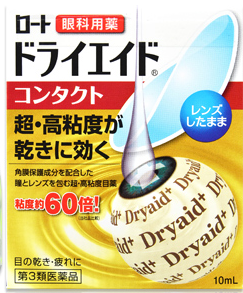 ロート 眼科用薬
ドライエイド®
コンタクト
レンズ
したまま
超・高粘度が
乾きに効く
角膜保護成分を配合した
瞳とレンズを包む超・高粘度目薬
粘度約60倍!
Dryaid+ Dryaid+
Dryaid+
Dryaid+
目の乾き・疲れに
第3類医薬品
10mL